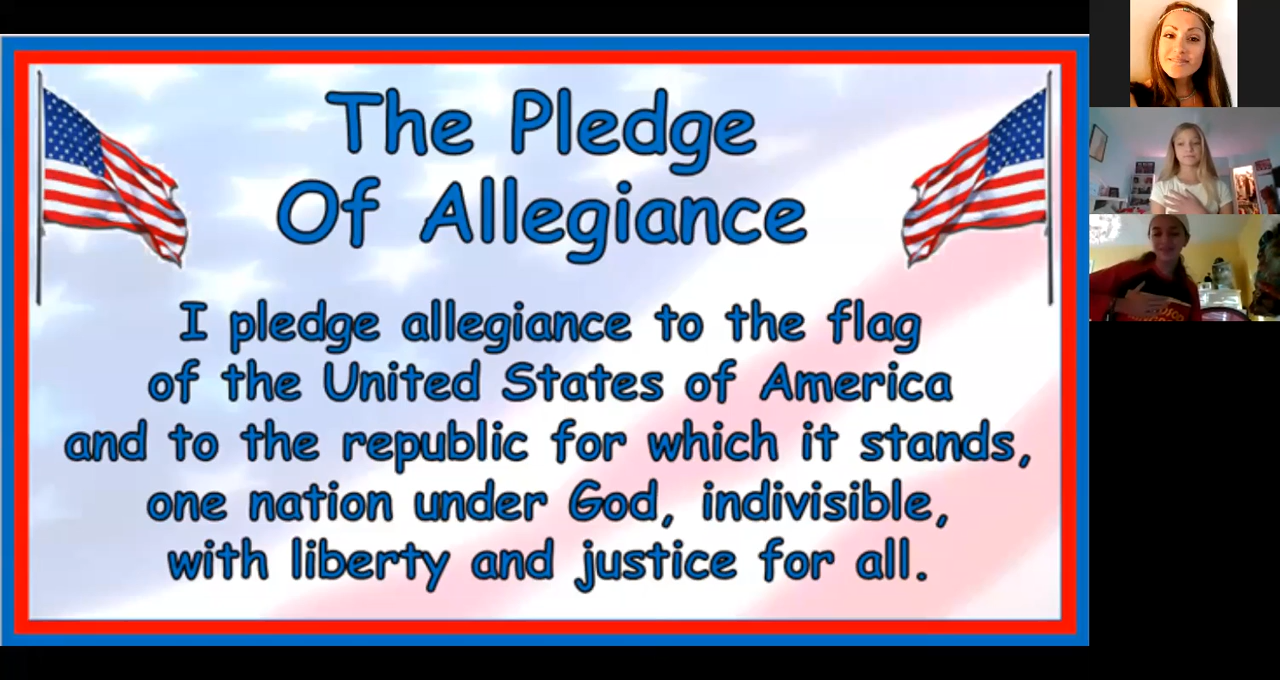 The Pledge
Of Allegiance
I pledge allegiance to the flag
of the United States of America
and to the republic for which it stands,
one nation under God, indivisible,
with liberty and justice for all.